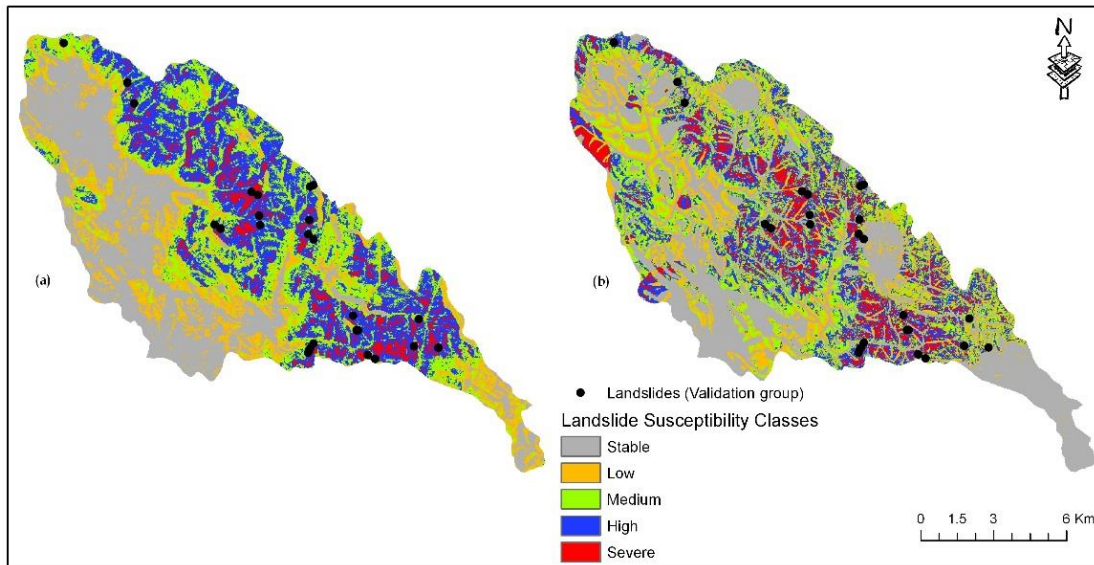 N
(a)
(b)
Landslides (Validation group)
Landslide Susceptibility Classes
Stable
Low
Medium
High
Severe
0 1.5 3 6 Km